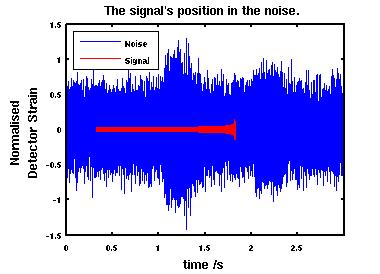 The signal's position in the noise.
Noise
Signal
Normalised
Detector Strain
1.5
1
0.5
0
-0.5
-1
-1.5
0 0.5 1 1.5 2 2.5
time /s